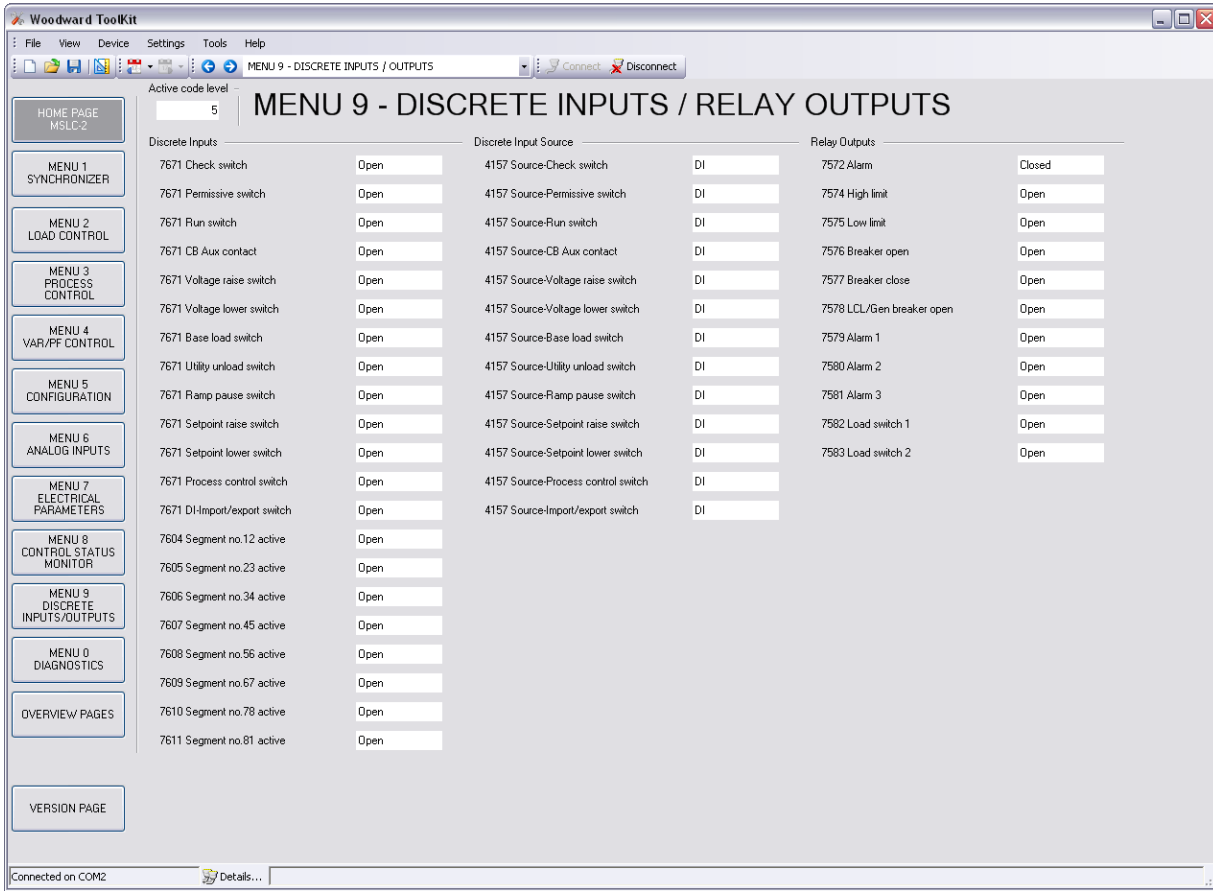 Woodward ToolKit
File View Device Settings Tools Help
MENU 9 - DISCRETE INPUTS / OUTPUTS Connect Disconnect
HOME PAGE
MSLC-2
MENU 1
SYNCHRONIZER
MENU 2
LOAD CONTROL
MENU 3
PROCESS
CONTROL
MENU 4
VAR/PF CONTROL
MENU 5
CONFIGURATION
MENU 6
ANALOG INPUTS
MENU 7
ELECTRICAL
PARAMETERS
MENU 8
CONTROL STATUS
MONITOR
MENU 9
DISCRETE
INPUTS/OUTPUTS
MENU 0
DIAGNOSTICS
OVERVIEW PAGES
VERSION PAGE
Active code level
5
MENU 9 - DISCRETE INPUTS / RELAY OUTPUTS
Discrete Inputs
7671 Check switch Open
7671 Permissive switch Open
7671 Run switch Open
7671 CB Aux contact Open
7671 Voltage raise switch Open
7671 Voltage lower switch Open
7671 Base load switch Open
7671 Utility unload switch Open
7671 Ramp pause switch Open
7671 Setpoint raise switch Open
7671 Setpoint lower switch Open
7671 Process control switch Open
7671 DI-Import/export switch Open
7604 Segment no.12 active Open
7605 Segment no.23 active Open
7606 Segment no.34 active Open
7607 Segment no.45 active Open
7608 Segment no.56 active Open
7609 Segment no.67 active Open
7610 Segment no.78 active Open
7611 Segment no.81 active Open
Discrete Input Source
4157 Source-Check switch DI
4157 Source-Permissive switch DI
4157 Source-Run switch DI
4157 Source-CB Aux contact DI
4157 Source-Voltage raise switch DI
4157 Source-Voltage lower switch DI
4157 Source-Base load switch DI
4157 Source-Utility unload switch DI
4157 Source-Ramp pause switch DI
4157 Source-Setpoint raise switch DI
4157 Source-Setpoint lower switch DI
4157 Source-Process control switch DI
4157 Source-Import/export switch DI
Relay Outputs
7572 Alarm Closed
7574 High limit Open
7575 Low limit Open
7576 Breaker open Open
7577 Breaker close Open
7578 LCL/Gen breaker open Open
7579 Alarm 1 Open
7580 Alarm 2 Open
7581 Alarm 3 Open
7582 Load switch 1 Open
7583 Load switch 2 Open
Connected on COM2 Details...